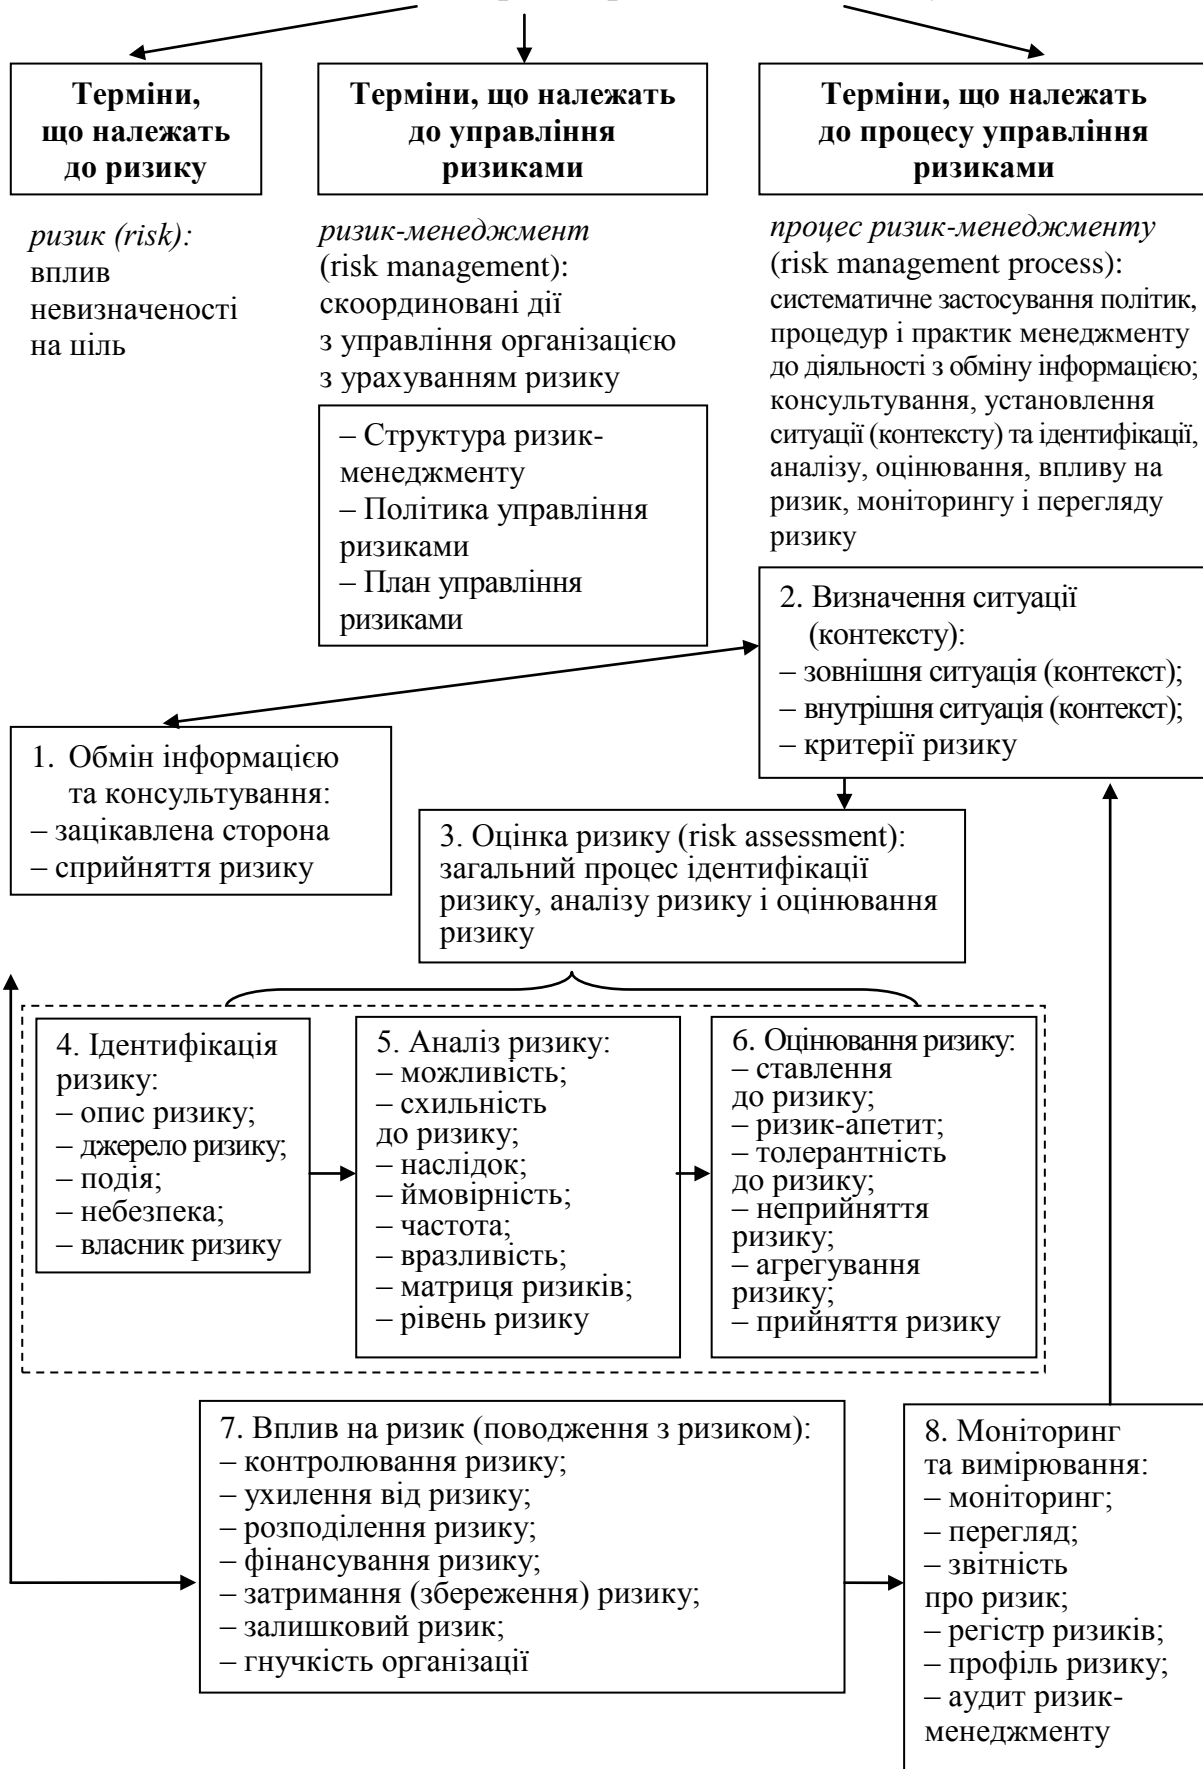 Терміни,
що належать
до ризику
Терміни, що належать
до управління
ризиками
Терміни, що належать
до процесу управління
ризиками
ризик (risk):
вплив
невизначеності
на ціль
ризик-менеджмент
(risk management):
скоординовані дії
з управління організацією
з урахуванням ризику
– Структура ризик-
менеджменту
– Політика управління
ризиками
– План управління
ризиками
процес ризик-менеджменту
(risk management process):
систематичне застосування політик,
процедур і практик менеджменту
до діяльності з обміну інформацією;
консультування, установлення
ситуації (контексту) та ідентифікації,
аналізу, оцінювання, впливу на
ризик, моніторингу і перегляду
ризику
1. Обмін інформацією
та консультування:
– зацікавлена сторона
– сприйняття ризику
2. Визначення ситуації
(контексту):
– зовнішня ситуація (контекст);
– внутрішня ситуація (контекст);
– критерії ризику
3. Оцінка ризику (risk assessment):
загальний процес ідентифікації
ризику, аналізу ризику і оцінювання
ризику
4. Ідентифікація
ризику:
– опис ризику;
– джерело ризику;
– подія;
– небезпека;
– власник ризику
5. Аналіз ризику:
– можливість;
– схильність
до ризику;
– наслідок;
– ймовірність;
– частота;
– вразливість;
– матриця ризиків;
– рівень ризику
6. Оцінювання ризику:
– ставлення
до ризику;
– ризик-апетит;
– толерантність
до ризику;
– неприйняття
ризику;
– агрегування
ризику;
– прийняття ризику
7. Вплив на ризик (поводження з ризиком):
– контролювання ризику;
– ухилення від ризику;
– розподілення ризику;
– фінансування ризику;
– затримання (збереження) ризику;
– залишковий ризик;
– гнучкість організації
8. Моніторинг
та вимірювання:
– моніторинг;
– перегляд;
– звітність
про ризик;
– регістр ризиків;
– профіль ризику;
– аудит ризик-
менеджменту